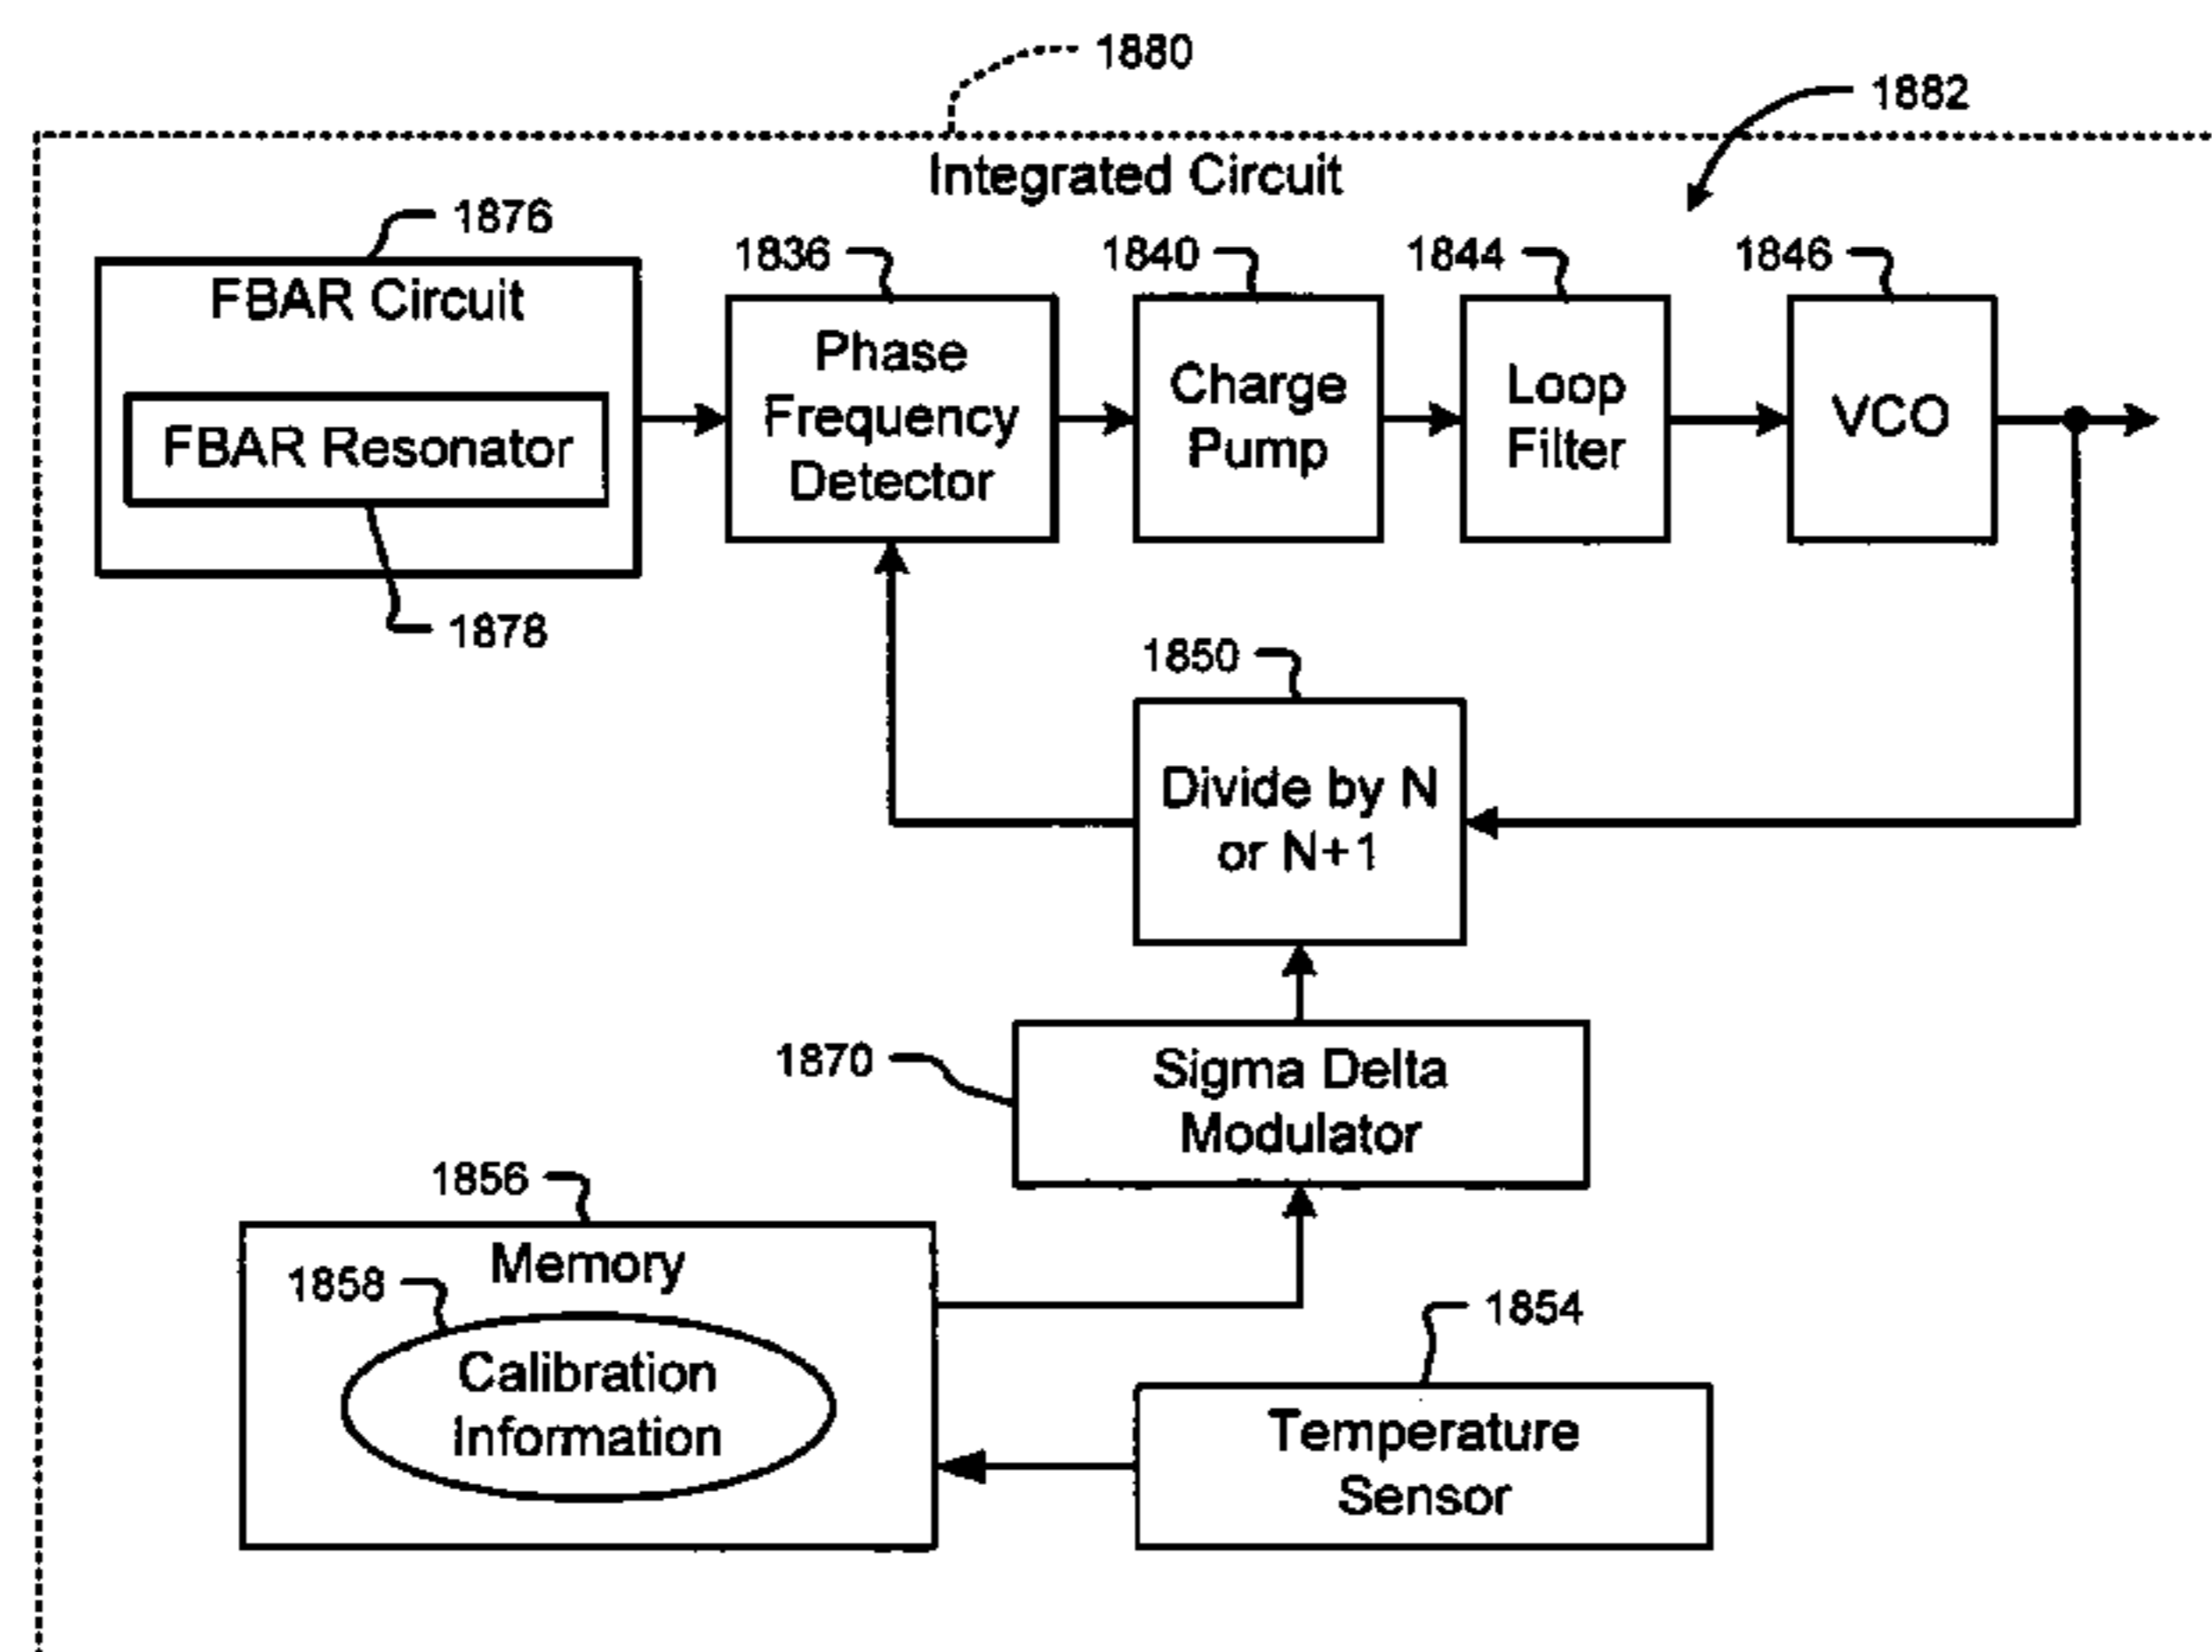 1880
1882
Integrated Circuit
1876
1836
1840
1844
1846
FBAR Circuit
FBAR Resonator
1878
Phase
Frequency
Detector
Charge
Pump
Loop
Filter
VCO
1850
Divide by N
or N+1
1870
Sigma Delta
Modulator
1856
Memory
1858
Calibration
Information
1854
Temperature
Sensor